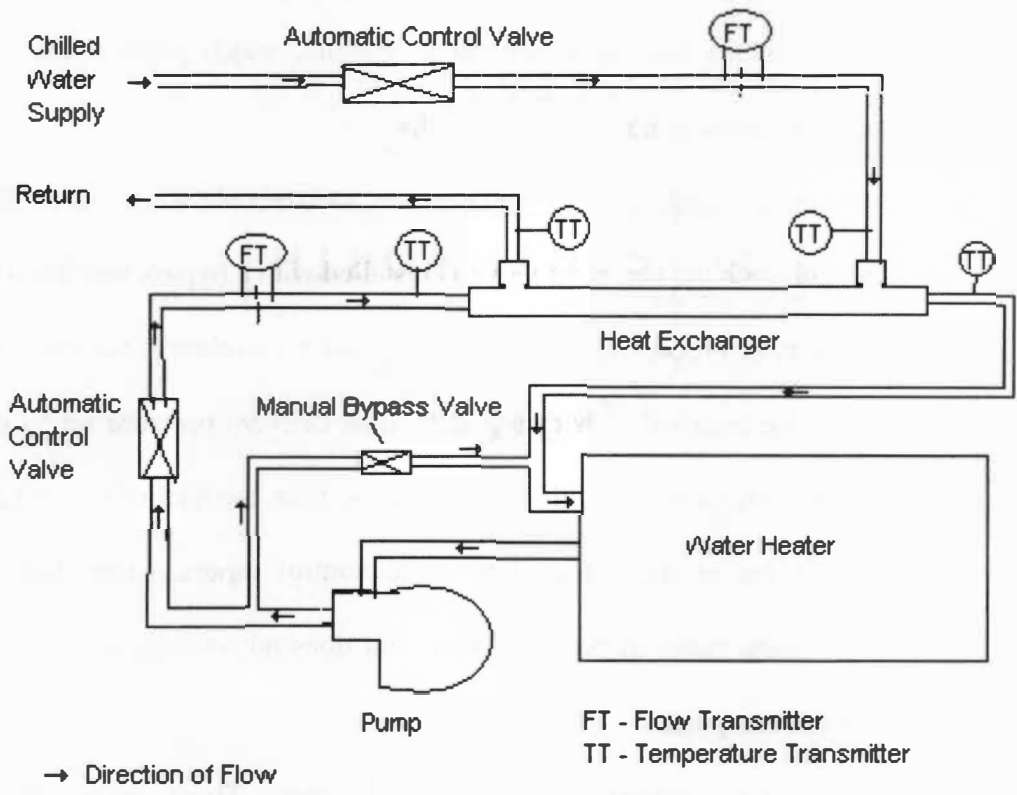 Chilled
Water
Supply
Automatic Control Valve
FT
Return
TT
TT
FT
TT
TT
Heat Exchanger
Automatic
Control
Valve
Manual Bypass Valve
Water Heater
Pump
FT - Flow Transmitter
TT - Temperature Transmitter
→ Direction of Flow